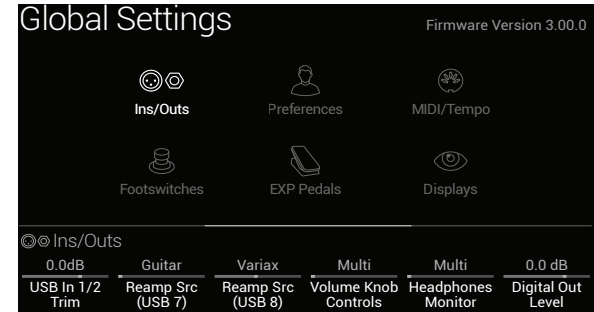 Global Settings
Firmware Version 3.00.0
Ins/Outs
Preferences
MIDI/Tempo
Footswitches
EXP Pedals
Displays
Ins/Outs
0.0dB
Guitar
Variax
Multi
Multi
0.0 dB
USB In 1/2
Trim
Reamp Src
(USB 7)
Reamp Src
(USB 8)
Volume Knob
Controls
Headphones
Monitor
Digital Out
Level